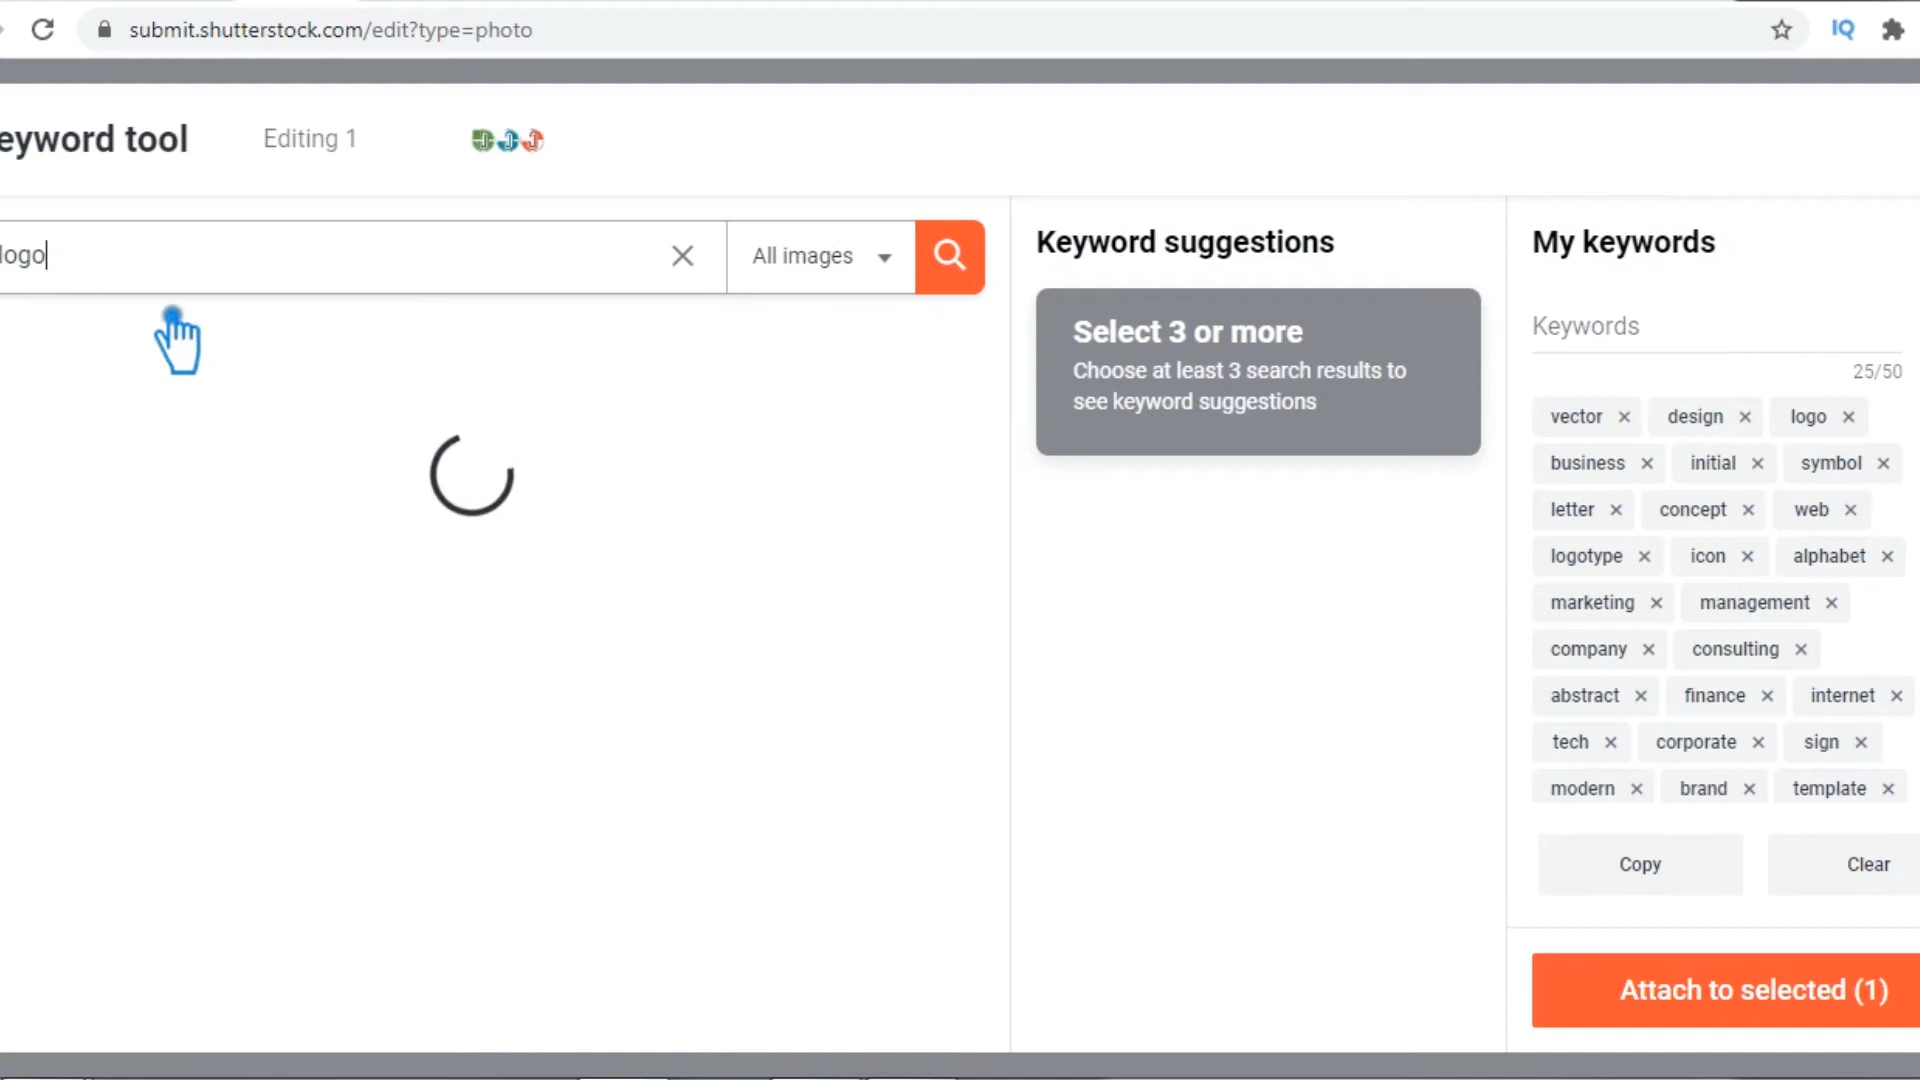 submit.shutterstock.com/edit?type=photo
IQ
eyword tool
Editing 1
logo
All images
Keyword suggestions
Select 3 or more
Choose at least 3 search results to
see keyword suggestions
My keywords
Keywords
25/50
vector × design × logo ×
business × initial × symbol ×
letter × concept × web ×
logotype × icon × alphabet ×
marketing × management ×
company × consulting ×
abstract × finance × internet ×
tech × corporate × sign ×
modern × brand × template ×
Copy Clear
Attach to selected (1)